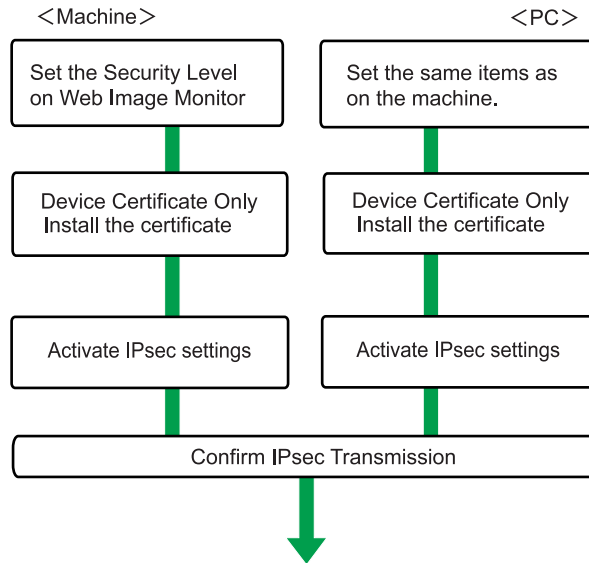 <Machine>
<PC>
Set the Security Level
on Web Image Monitor
Set the same items as
on the machine.
Device Certificate Only
Install the certificate
Device Certificate Only
Install the certificate
Activate IPsec settings
Activate IPsec settings
Confirm IPsec Transmission